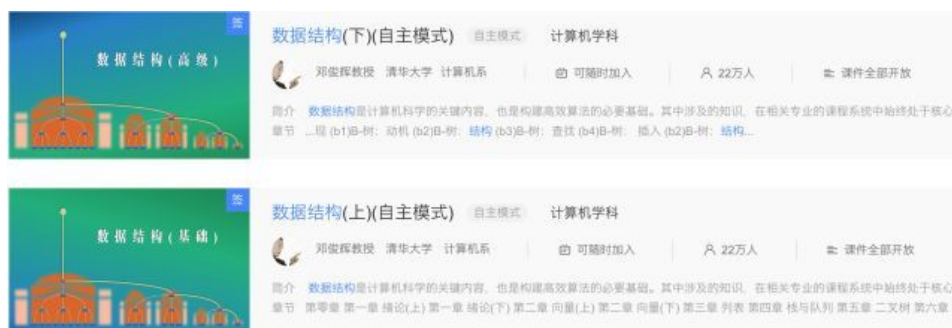 签
数据结构(高级)
数据结构(下)(自主模式) 自主模式 计算机学科
邓俊辉教授 清华大学 计算机系 可随时加入 22万人 课件全部开放
简介 数据结构是计算机科学的关键内容，也是构建高效算法的必要基础。其中涉及的知识，在相关专业的课程系统中始终处于核心
章节 ...现 (b1)B-树：动机 (b2)B-树：结构 (b3)B-树：查找 (b4)B-树： 插入 (b2)B-树：结构...
签
数据结构(基础)
数据结构(上)(自主模式) 自主模式 计算机学科
邓俊辉教授 清华大学 计算机系 可随时加入 22万人 课件全部开放
简介 数据结构是计算机科学的关键内容，也是构建高效算法的必要基础。其中涉及的知识，在相关专业的课程系统中始终处于核心
章节 第零章 第一章 绪论(上) 第一章 绪论(下) 第二章 向量(上) 第二章 向量(下) 第三章 列表 第四章 栈与队列 第五章 二叉树 第六章